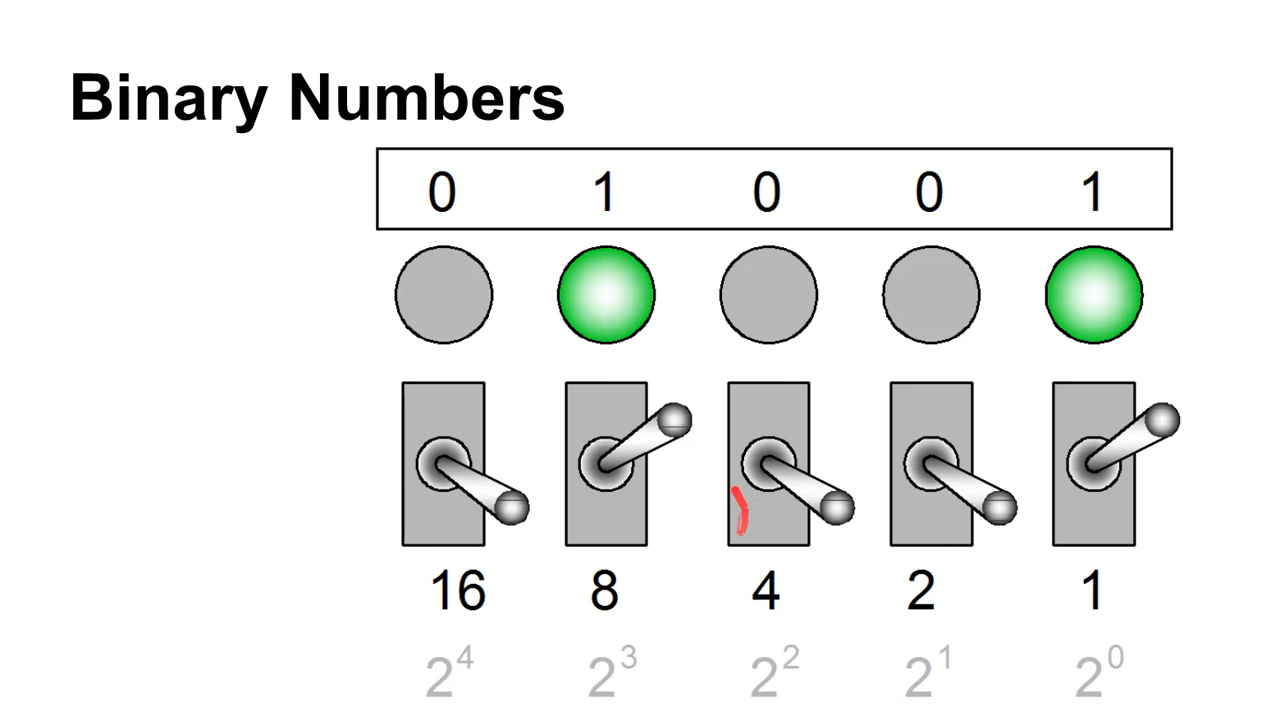 Binary Numbers
0 1 0 0 1
16 8 4 2 1
2⁴ 2³ 2² 2¹ 2⁰